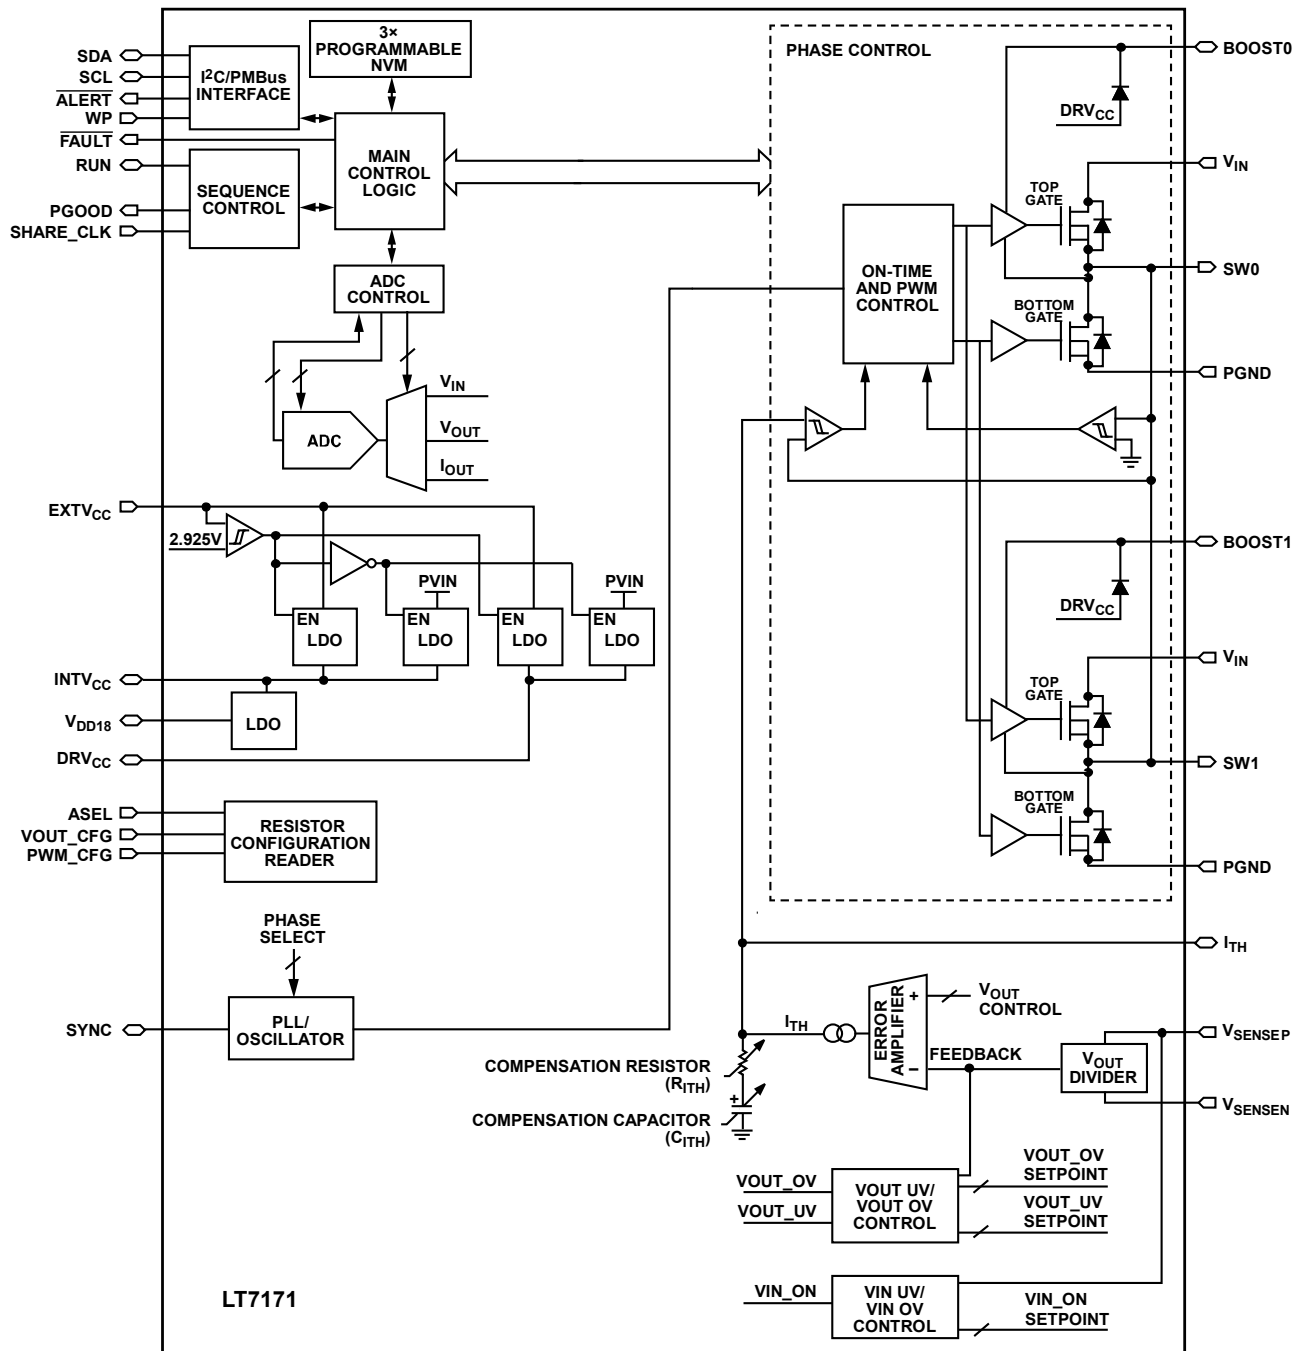 SDA
SCL
ALERT
WP
FAULT
RUN
PGOOD
SHARE_CLK
I2C/PMBus
INTERFACE
3×
PROGRAMMABLE
NVM
SEQUENCE
CONTROL
MAIN
CONTROL
LOGIC
ADC
CONTROL
ADC
VIN
VOUT
IOUT
PHASE CONTROL
ON-TIME
AND PWM
CONTROL
DRVCC
TOP
GATE
BOTTOM
GATE
BOOST0
VIN
SW0
PGND
DRVCC
TOP
GATE
BOTTOM
GATE
BOOST1
VIN
SW1
PGND
EXTVCC
2.925V
PVIN
PVIN
EN
LDO
EN
LDO
EN
LDO
EN
LDO
INTVCC
VDD18
LDO
DRVCC
ASEL
VOUT_CFG
PWM_CFG
RESISTOR
CONFIGURATION
READER
PHASE
SELECT
SYNC
PLL/
OSCILLATOR
ITH
ITH
ERROR
AMPLIFIER
+
−
VOUT
CONTROL
FEEDBACK
VOUT
DIVIDER
VSENSEP
VSENSEN
COMPENSATION RESISTOR
(RITH)
+
COMPENSATION CAPACITOR
(CITH)
VOUT_OV
VOUT_UV
VOUT UV/
VOUT OV
CONTROL
VOUT_OV
SETPOINT
VOUT_UV
SETPOINT
VIN_ON
VIN UV/
VIN OV
CONTROL
VIN_ON
SETPOINT
LT7171